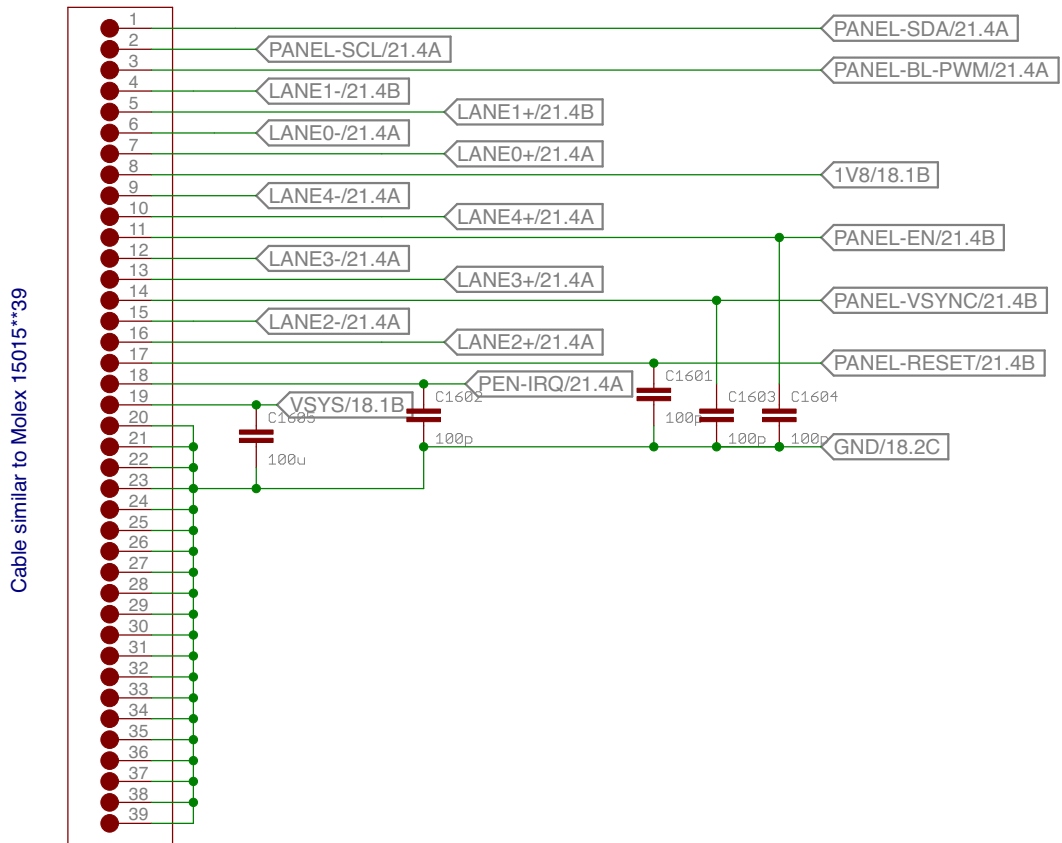 Cable similar to Molex 15015**39
1 PANEL-SDA/21.4A
2 PANEL-SCL/21.4A
3 PANEL-BL-PWM/21.4A
4 LANE1-/21.4B
5 LANE1+/21.4B
6 LANE0-/21.4A
7 LANE0+/21.4A
8 1V8/18.1B
9 LANE4-/21.4A
10 LANE4+/21.4A
11 PANEL-EN/21.4B
12 LANE3-/21.4A
13 LANE3+/21.4A
14 PANEL-VSYNC/21.4B
15 LANE2-/21.4A
16 LANE2+/21.4A
17 PANEL-RESET/21.4B
C1601
18 PEN-IRQ/21.4A
C1602 C1603 C1604
19 VSYS/18.1B
100p
C1605
20
100p 100p 100p
21 GND/18.2C
22
100u
23
24
25
26
27
28
29
30
31
32
33
34
35
36
37
38
39